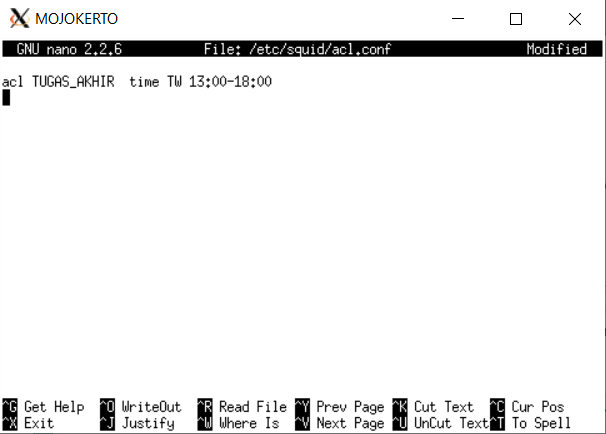 MOJOKERTO
GNU nano 2.2.6 File: /etc/squid/acl.conf Modified
acl TUGAS_AKHIR  time TW 13:00-18:00
^G Get Help ^O WriteOut ^R Read File ^Y Prev Page ^K Cut Text ^C Cur Pos
^X Exit ^J Justify ^W Where Is ^V Next Page ^U UnCut Text ^T To Spell